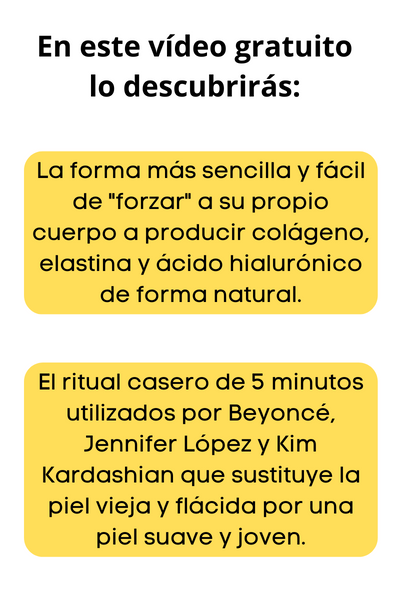 En este vídeo gratuito
lo descubrirás:
La forma más sencilla y fácil
de "forzar" a su propio
cuerpo a producir colágeno,
elastina y ácido hialurónico
de forma natural.
El ritual casero de 5 minutos
utilizados por Beyoncé,
Jennifer López y Kim
Kardashian que sustituye la
piel vieja y flácida por una
piel suave y joven.